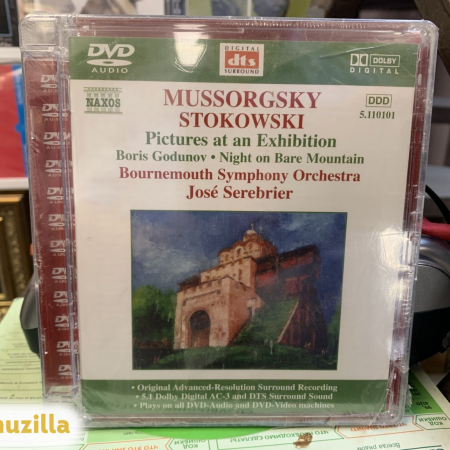 DVD
AUDIO
DIGITAL
dts
SURROUND
DOLBY
DIGITAL
NAXOS
DDD
5.110101
MUSSORGSKY
STOKOWSKI
Pictures at an Exhibition
Boris Godunov • Night on Bare Mountain
Bournemouth Symphony Orchestra
José Serebrier
• Original Advanced-Resolution Surround Recording
• 5.1 Dolby Digital AC-3 and DTS Surround Sound
• Plays on all DVD-Audio and DVD-Video machines
uzilla